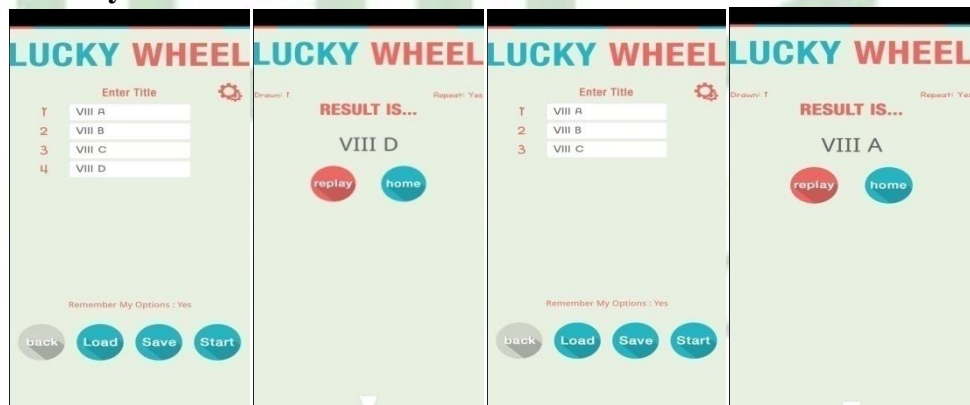 LUCKY WHEEL
Enter Title
1 VIII A
2 VIII B
3 VIII C
4 VIII D
Remember My Options : Yes
back Load Save Start
LUCKY WHEEL
Drawn: 1 Repeat: Yes
RESULT IS...
VIII D
replay home
LUCKY WHEEL
Enter Title
1 VIII A
2 VIII B
3 VIII C
Remember My Options : Yes
back Load Save Start
LUCKY WHEEL
Drawn: 1 Repeat: Yes
RESULT IS...
VIII A
replay home